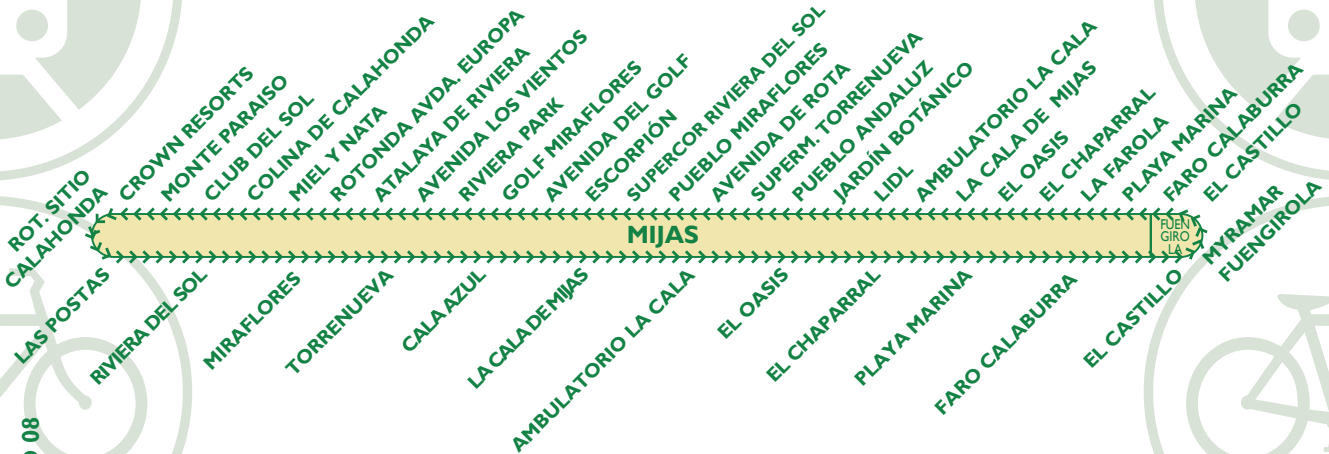 ROT. SITIO
CALAHONDA
CROWN RESORTS
MONTE PARAISO
CLUB DEL SOL
COLINA DE CALAHONDA
MIEL Y NATA
ROTONDA AVDA. EUROPA
ATALAYA DE RIVIERA
AVENIDA LOS VIENTOS
RIVIERA PARK
GOLF MIRAFLORES
AVENIDA DEL GOLF
ESCORPIÓN
SUPERCOR RIVIERA DEL SOL
PUEBLO MIRAFLORES
AVENIDA DE ROTA
SUPERM. TORRENUEVA
PUEBLO ANDALUZ
JARDÍN BOTÁNICO
LIDL
AMBULATORIO LA CALA
LA CALA DE MIJAS
EL OASIS
EL CHAPARRAL
LA FAROLA
PLAYA MARINA
FARO CALABURRA
EL CASTILLO
MYRAMAR
FUENGIROLA
MIJAS
FUEN
GIRO
LA
LAS POSTAS
RIVIERA DEL SOL
MIRAFLORES
TORRENUEVA
CALA AZUL
LA CALA DE MIJAS
AMBULATORIO LA CALA
EL OASIS
EL CHAPARRAL
PLAYA MARINA
FARO CALABURRA
EL CASTILLO
08